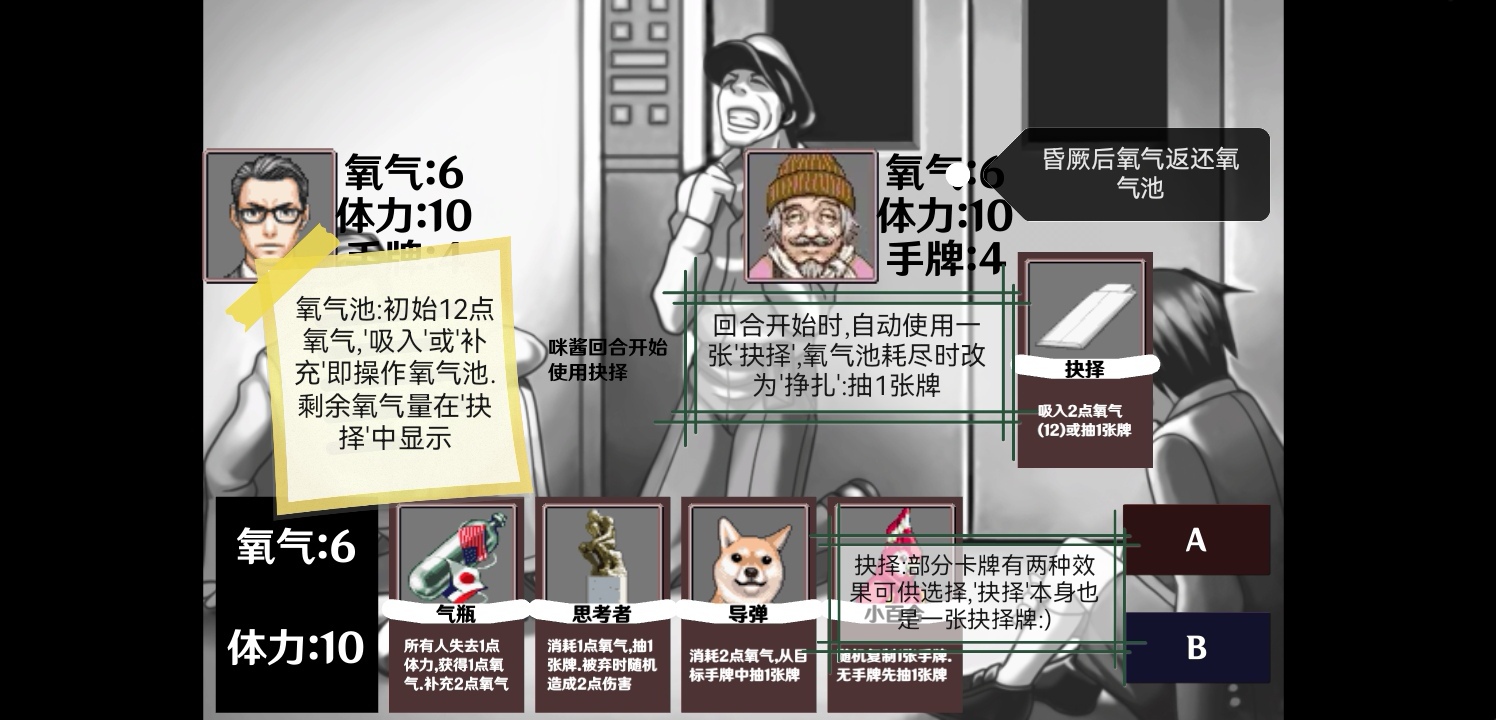 氧气:6
体力:10
氧气:6
体力:10
手牌:4
昏厥后氧气返还氧
气池
氧气池:初始12点
氧气,'吸入'或'补
充'即操作氧气池.
剩余氧气量在'抉
择'中显示
咪酱回合开始
使用抉择
回合开始时,自动使用一
张'抉择',氧气池耗尽时改
为'挣扎':抽1张牌
抉择
吸入2点氧气
(12)或抽1张牌
氧气:6
体力:10
气瓶
所有人失去1点
体力,获得1点氧
气.补充2点氧气
思考者
消耗1点氧气,抽1
张牌.被弃时随机
造成2点伤害
导弹
消耗2点氧气,从目
标手牌中抽1张牌
抉择:部分卡牌有两种效
果可供选择,'抉择'本身也
是一张抉择牌:)
随机复制1张手牌.
无手牌先抽1张牌
A
B